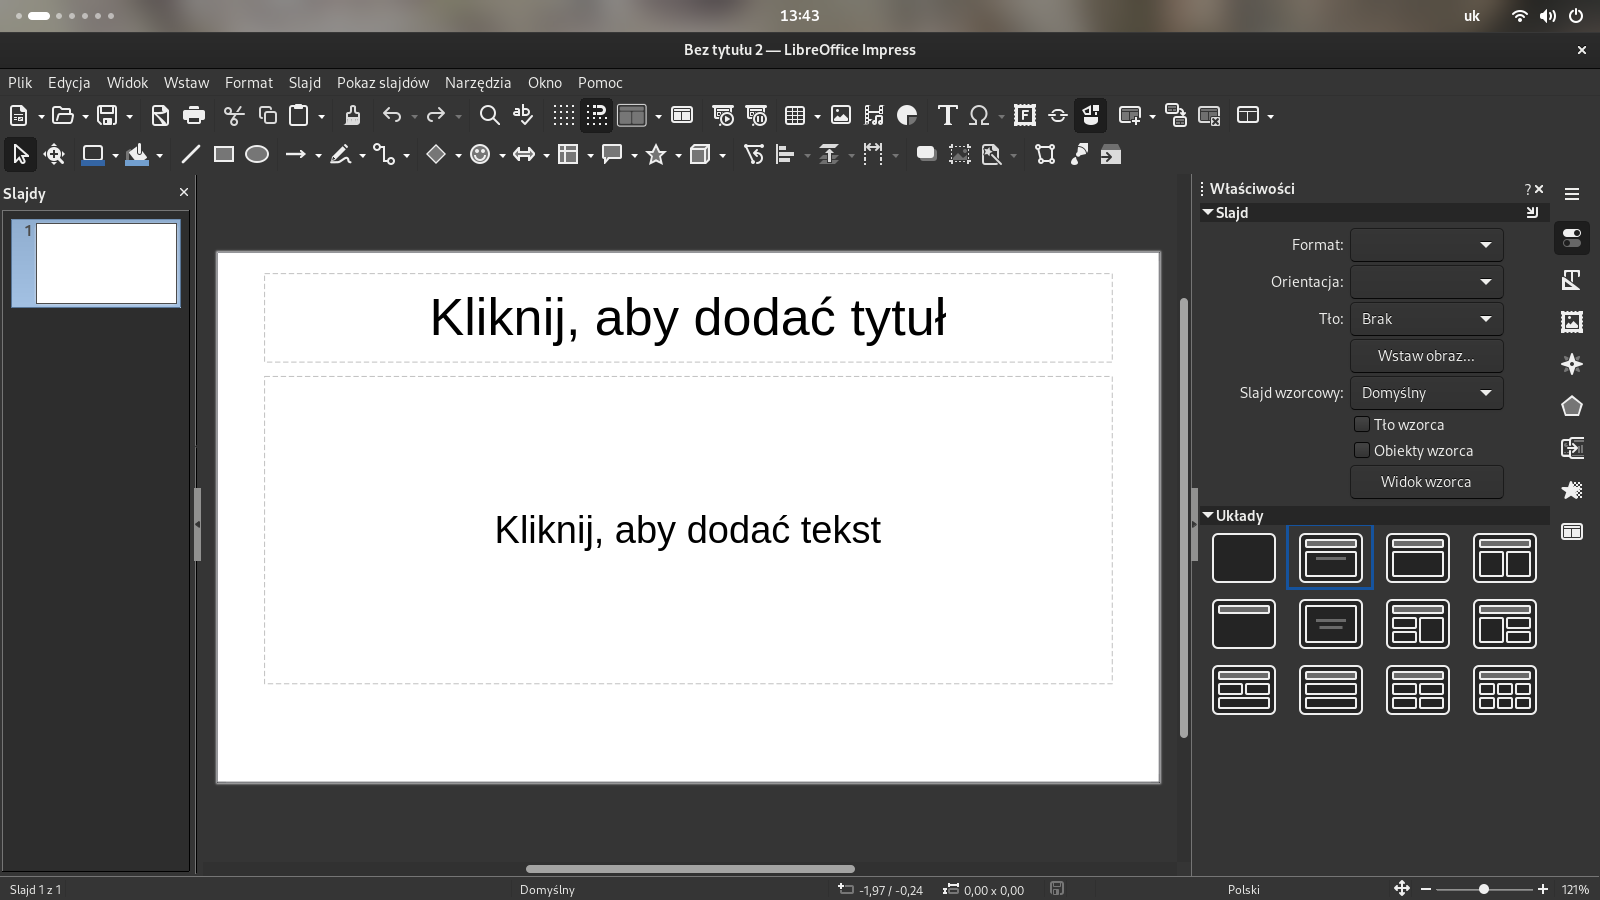 13:43
uk
Bez tytułu 2 — LibreOffice Impress
Plik Edycja Widok Wstaw Format Slajd Pokaz slajdów Narzędzia Okno Pomoc
Slajdy
1
Kliknij, aby dodać tytuł
Kliknij, aby dodać tekst
Właściwości
?
Slajd
Format:
Orientacja:
Tło: Brak
Wstaw obraz...
Slajd wzorcowy: Domyślny
Tło wzorca
Obiekty wzorca
Widok wzorca
Układy
Slajd 1 z 1 Domyślny -1,97 / -0,24 0,00 x 0,00 Polski 121%